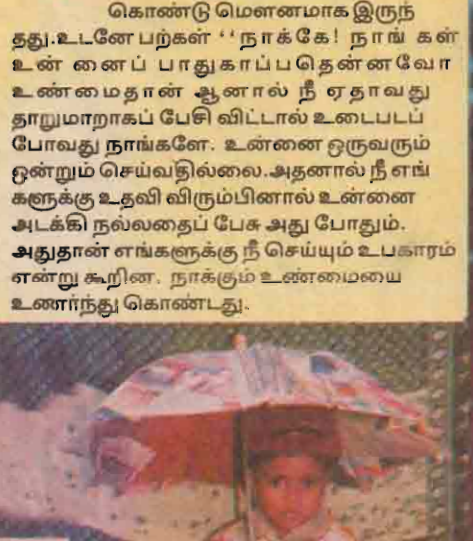 கொண்டு மௌனமாக இருந்
தது.உடனே பற்கள் ‘‘நாக்கே! நாங் கள்
உன் னைப் பாதுகாப்பதென்னவோ
உண்மைதான் ஆனால் நீ ஏதாவது
தாறுமாறாகப் பேசி விட்டால் உடைபடப்
போவது நாங்களே. உன்னை ஒருவரும்
ஒன்றும் செய்வதில்லை.அதனால் நீ எங்
களுக்கு உதவி விரும்பினால் உன்னை
அடக்கி நல்லதைப் பேசு அது போதும்.
அதுதான் எங்களுக்கு நீ செய்யும் உபகாரம்
என்று கூறின. நாக்கும் உண்மையை
உணர்ந்து கொண்டது.